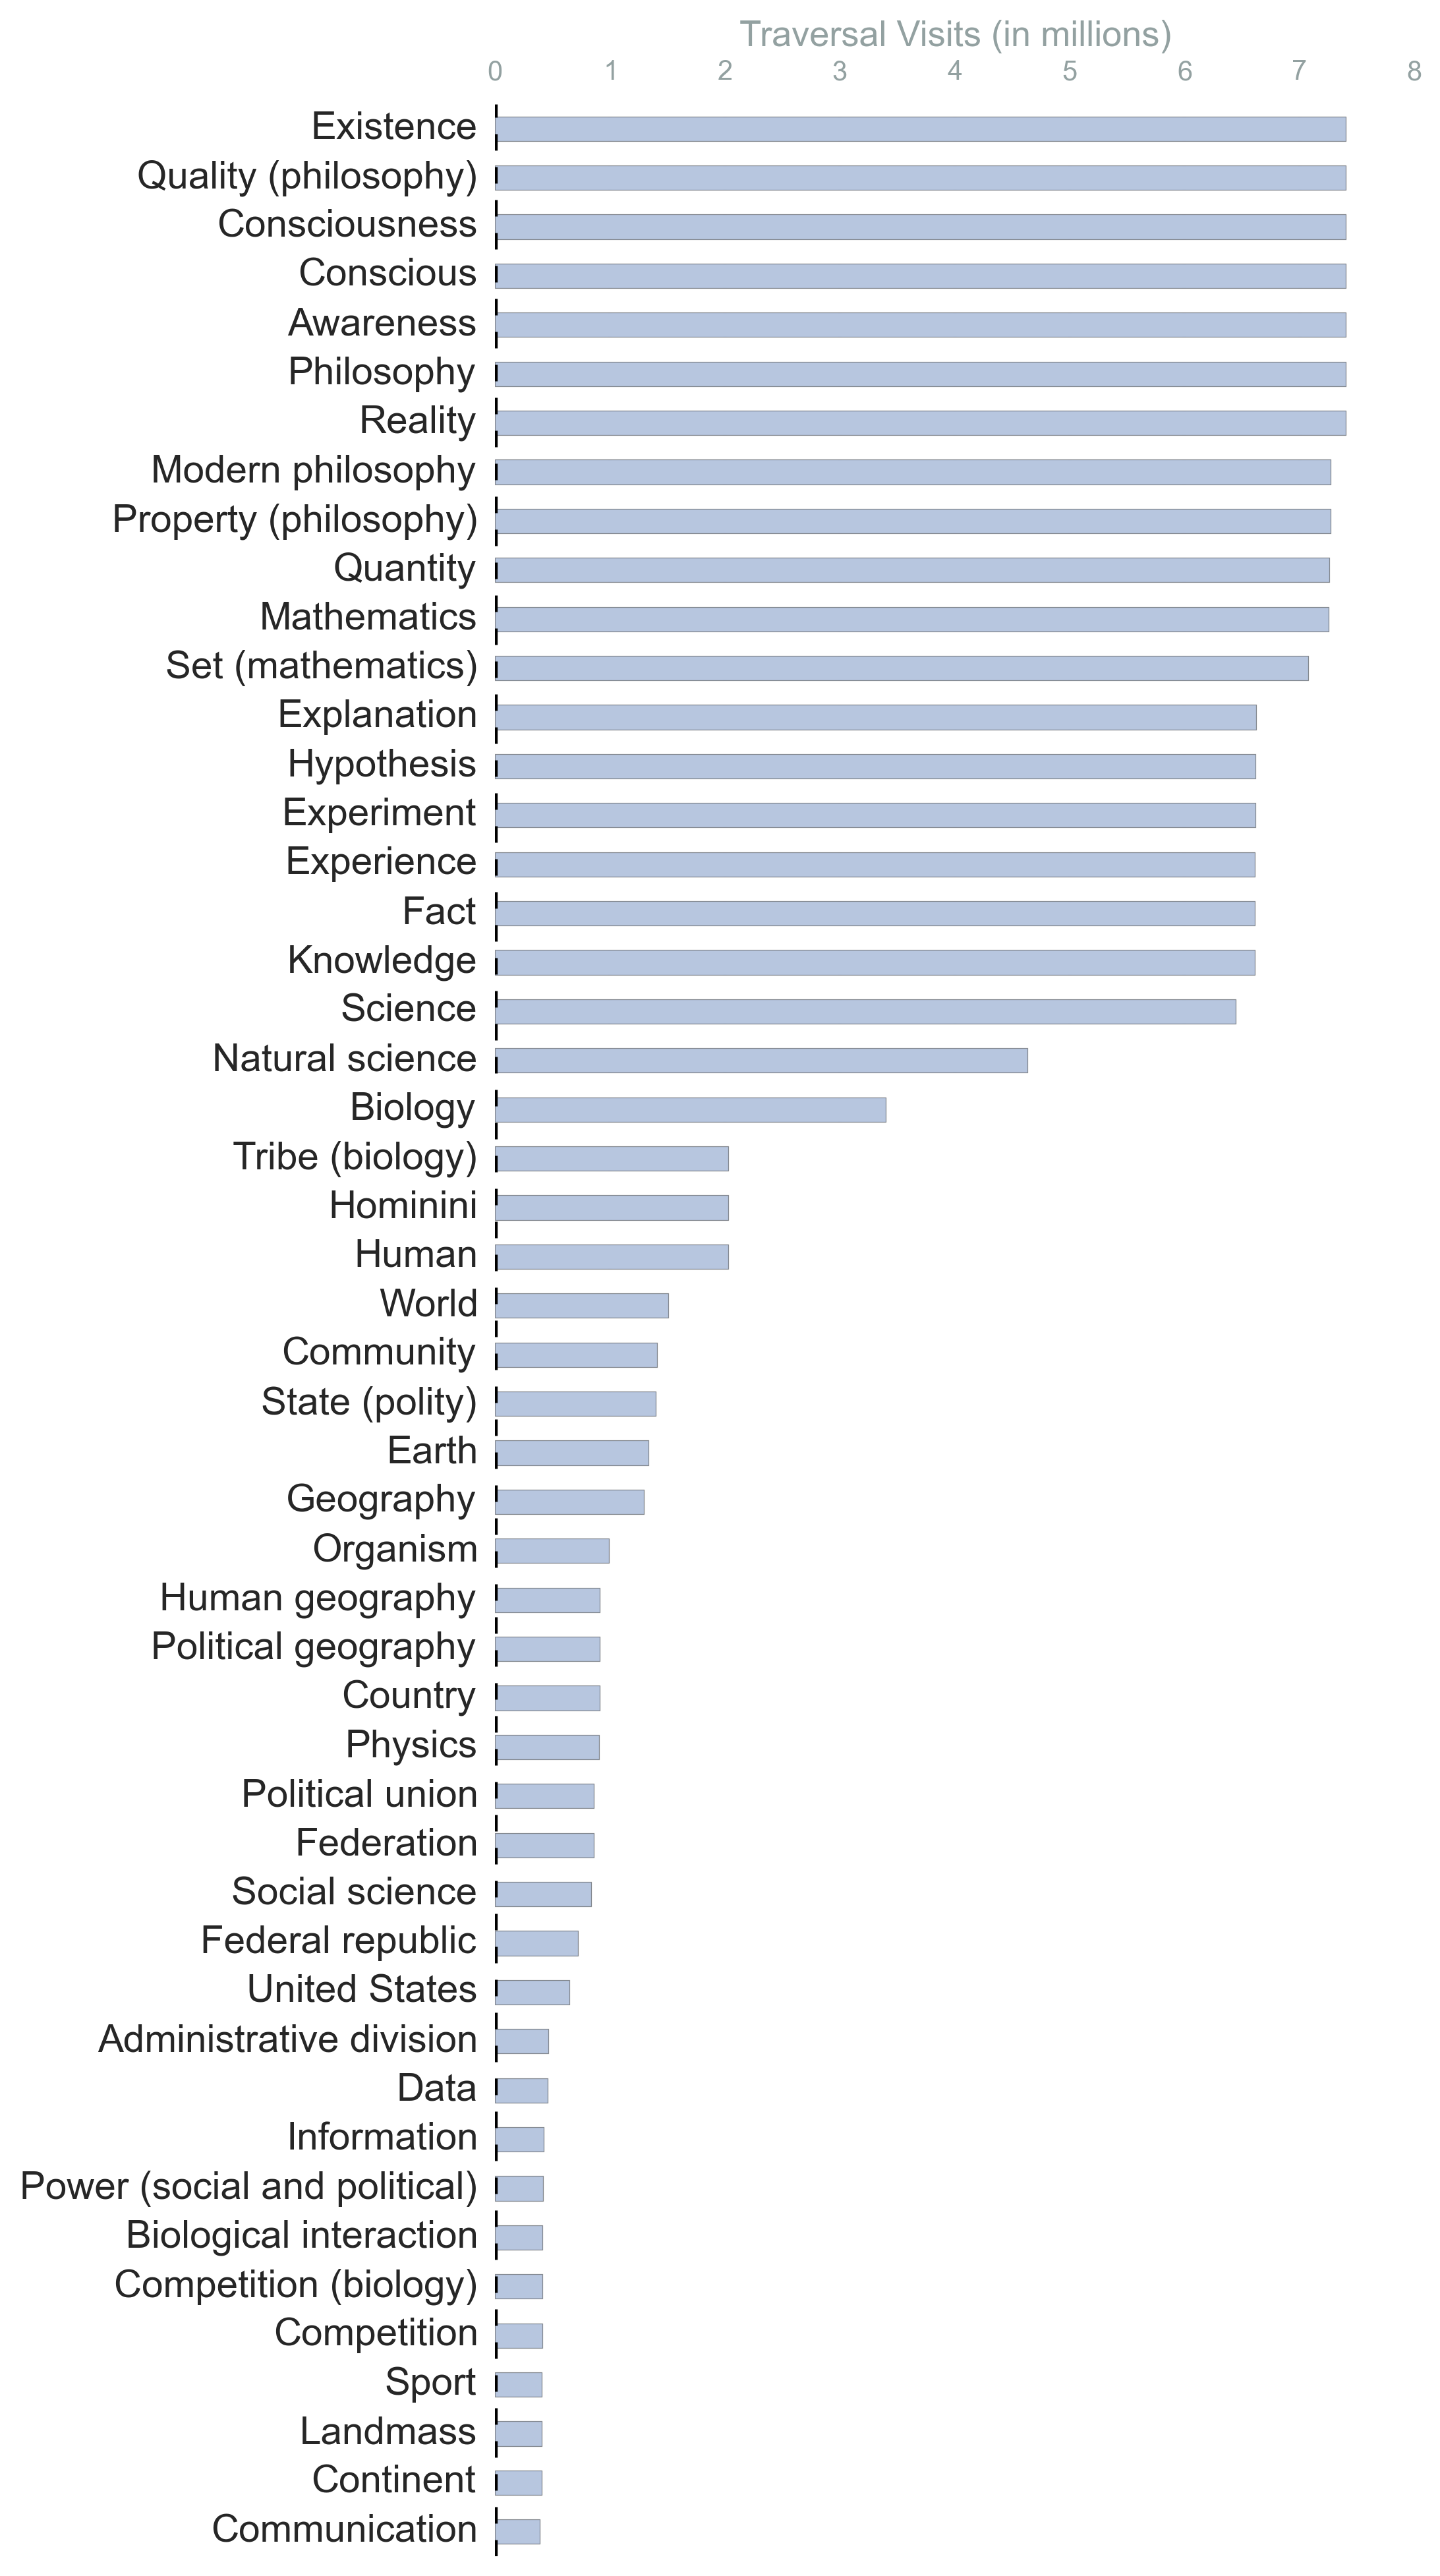 Traversal Visits (in millions)
0 1 2 3 4 5 6 7 8
Existence
Quality (philosophy)
Consciousness
Conscious
Awareness
Philosophy
Reality
Modern philosophy
Property (philosophy)
Quantity
Mathematics
Set (mathematics)
Explanation
Hypothesis
Experiment
Experience
Fact
Knowledge
Science
Natural science
Biology
Tribe (biology)
Hominini
Human
World
Community
State (polity)
Earth
Geography
Organism
Human geography
Political geography
Country
Physics
Political union
Federation
Social science
Federal republic
United States
Administrative division
Data
Information
Power (social and political)
Biological interaction
Competition (biology)
Competition
Sport
Landmass
Continent
Communication